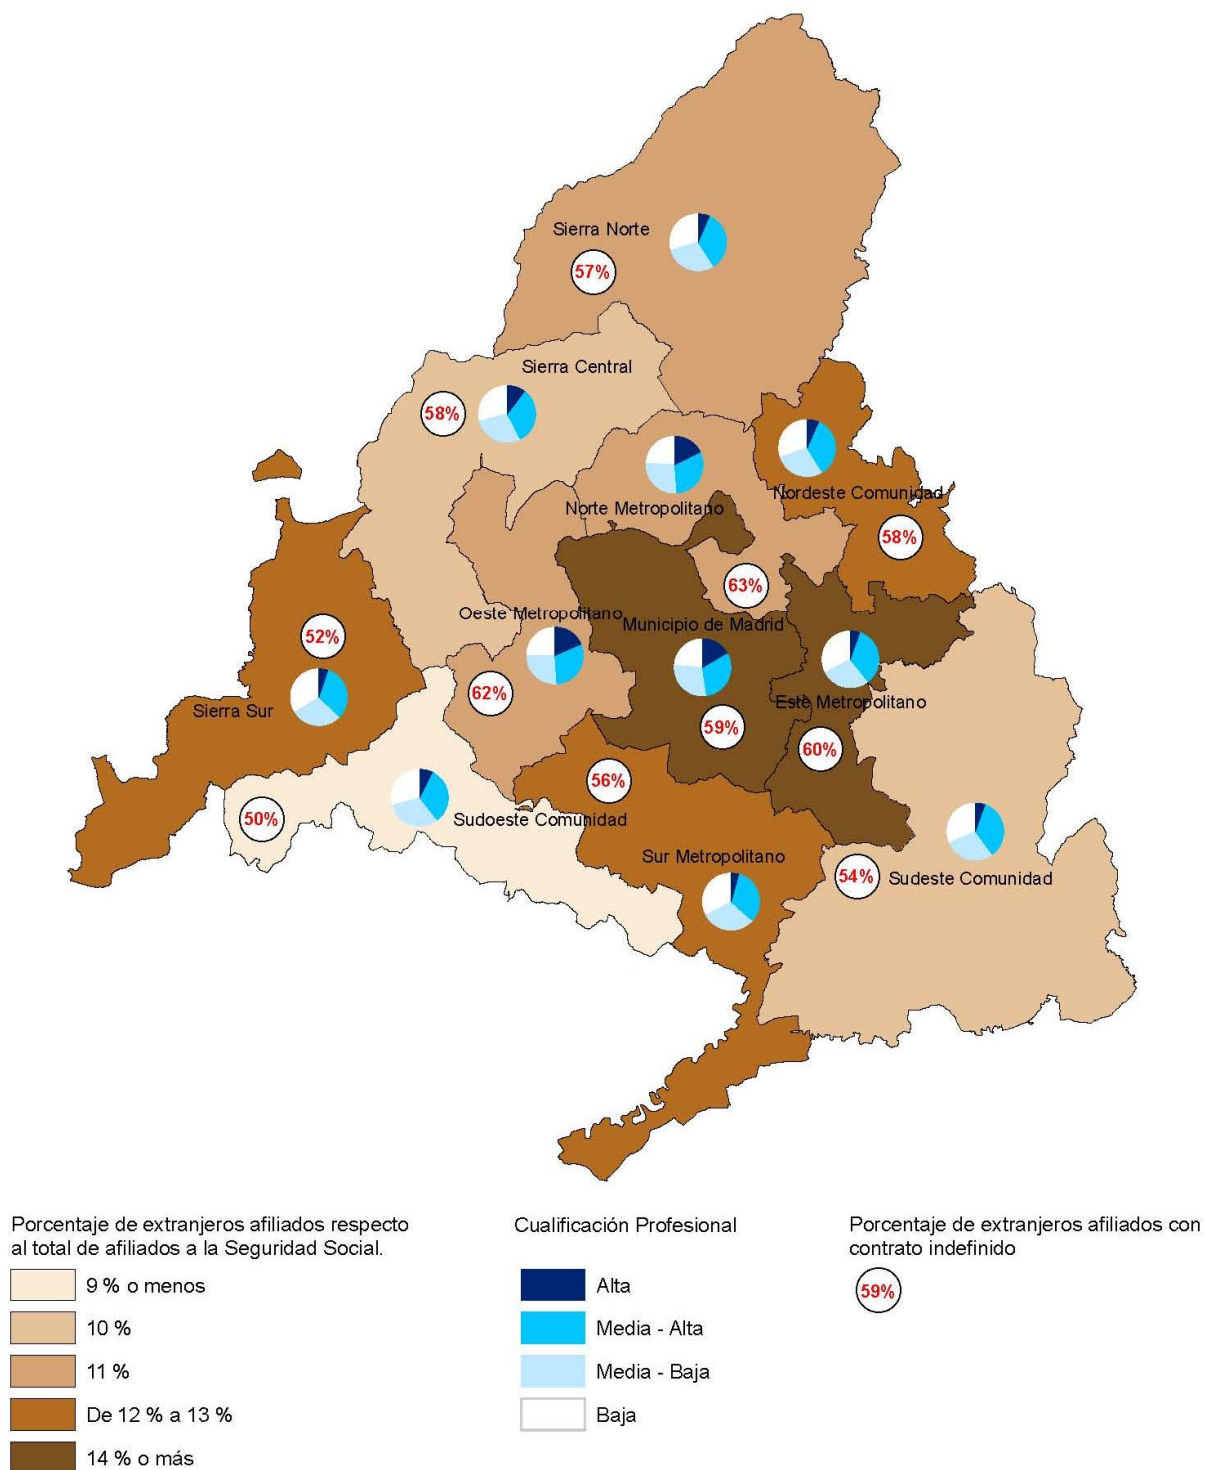 Sierra Norte
57%
Sierra Central
58%
Nordeste Comunidad
Norte Metropolitano
58%
63%
Oeste Metropolitano
Municipio de Madrid
52%
62%
Este Metropolitano
Sierra Sur
59%
60%
56%
50%
Sudoeste Comunidad
Sur Metropolitano
54%
Sudeste Comunidad
Porcentaje de extranjeros afiliados respecto
al total de afiliados a la Seguridad Social.
9 % o menos
10 %
11 %
De 12 % a 13 %
14 % o más
Cualificación Profesional
Alta
Media - Alta
Media - Baja
Baja
Porcentaje de extranjeros afiliados con
contrato indefinido
59%